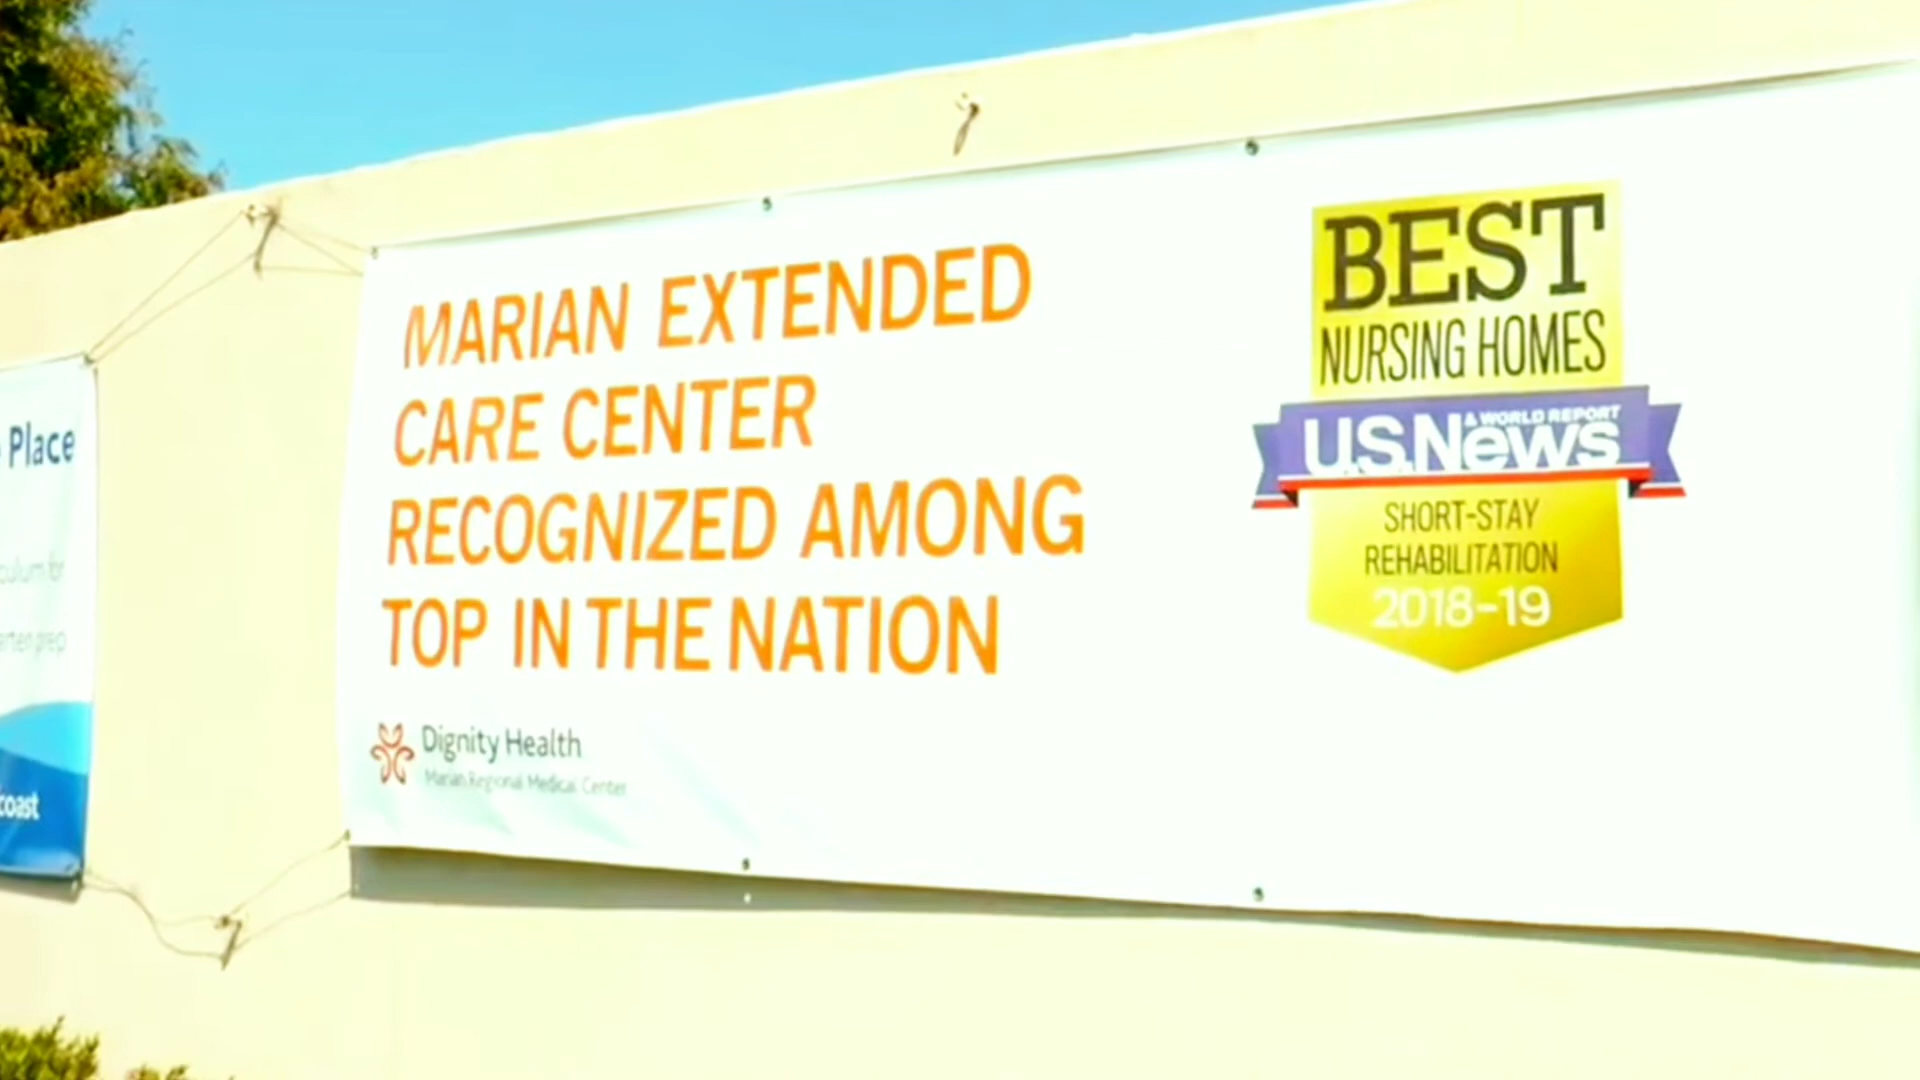 Place
coast
MARIAN EXTENDED
CARE CENTER
RECOGNIZED AMONG
TOP IN THE NATION
Dignity Health
Marian Regional Medical Center
BEST
NURSING HOMES
U.S.News
& WORLD REPORT
SHORT-STAY
REHABILITATION
2018-19